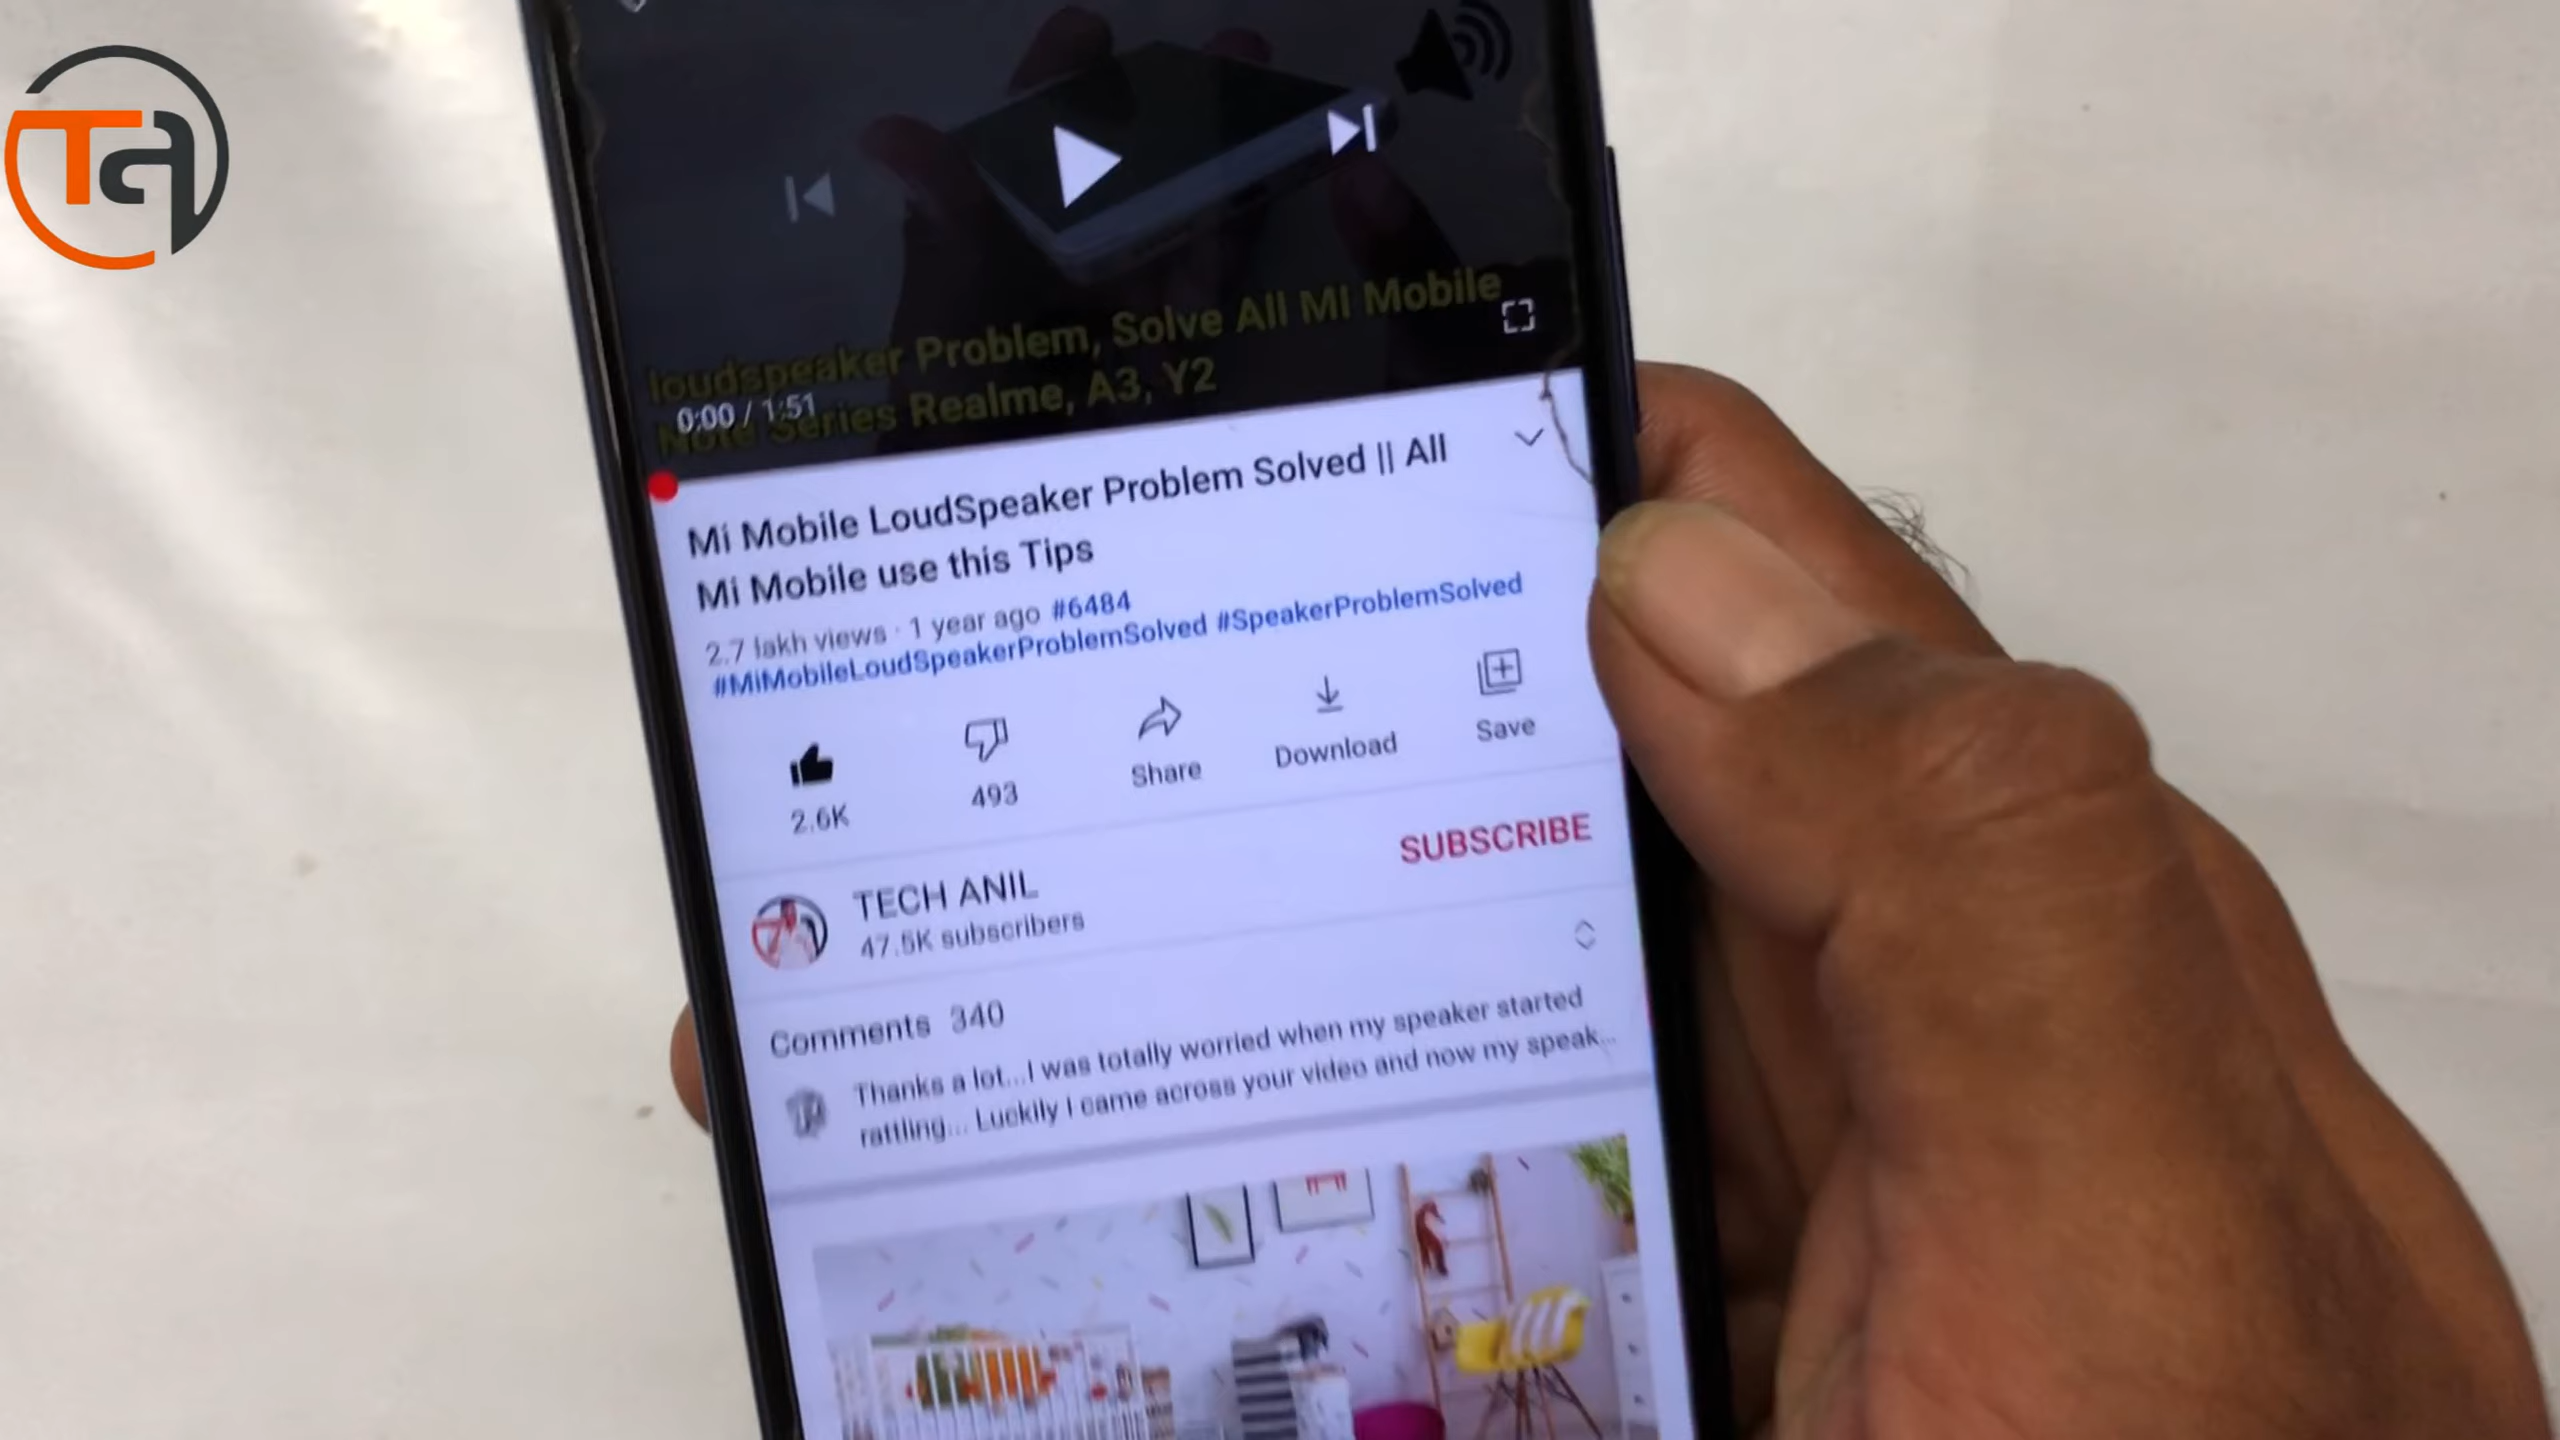 Ta
loudspeaker Problem, Solve All MI Mobile
Note Series Realme, A3, Y2
0:00 / 1:51
Mi Mobile LoudSpeaker Problem Solved || All
Mi Mobile use this Tips
2.7 lakh views · 1 year ago #6484
#MiMobileLoudSpeakerProblemSolved #SpeakerProblemSolved
2.6K
493
Share
Download
Save
TECH ANIL
47.5K subscribers
SUBSCRIBE
Comments 340
Thanks a lot...I was totally worried when my speaker started
rattling... Luckily I came across your video and now my speak...